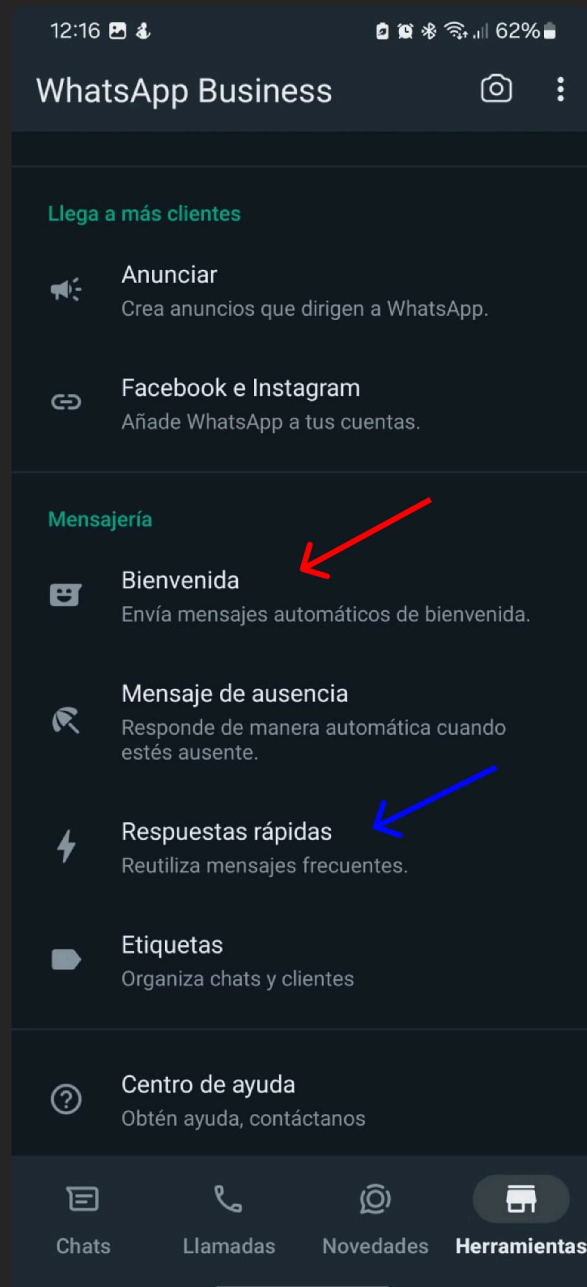 12:16
62%
WhatsApp Business
Llega a más clientes
Anunciar
Crea anuncios que dirigen a WhatsApp.
Facebook e Instagram
Añade WhatsApp a tus cuentas.
Mensajería
Bienvenida
Envía mensajes automáticos de bienvenida.
Mensaje de ausencia
Responde de manera automática cuando
estés ausente.
Respuestas rápidas
Reutiliza mensajes frecuentes.
Etiquetas
Organiza chats y clientes
Centro de ayuda
Obtén ayuda, contáctanos
Chats
Llamadas
Novedades
Herramientas